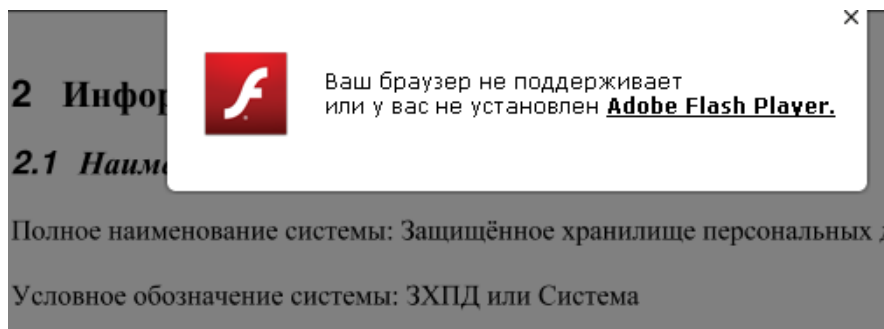 Ваш браузер не поддерживает
или у вас не установлен Adobe Flash Player.
2
2.1
Полное наименование системы: Защищённое хранилище персональных
Условное обозначение системы: ЗХПД или Система